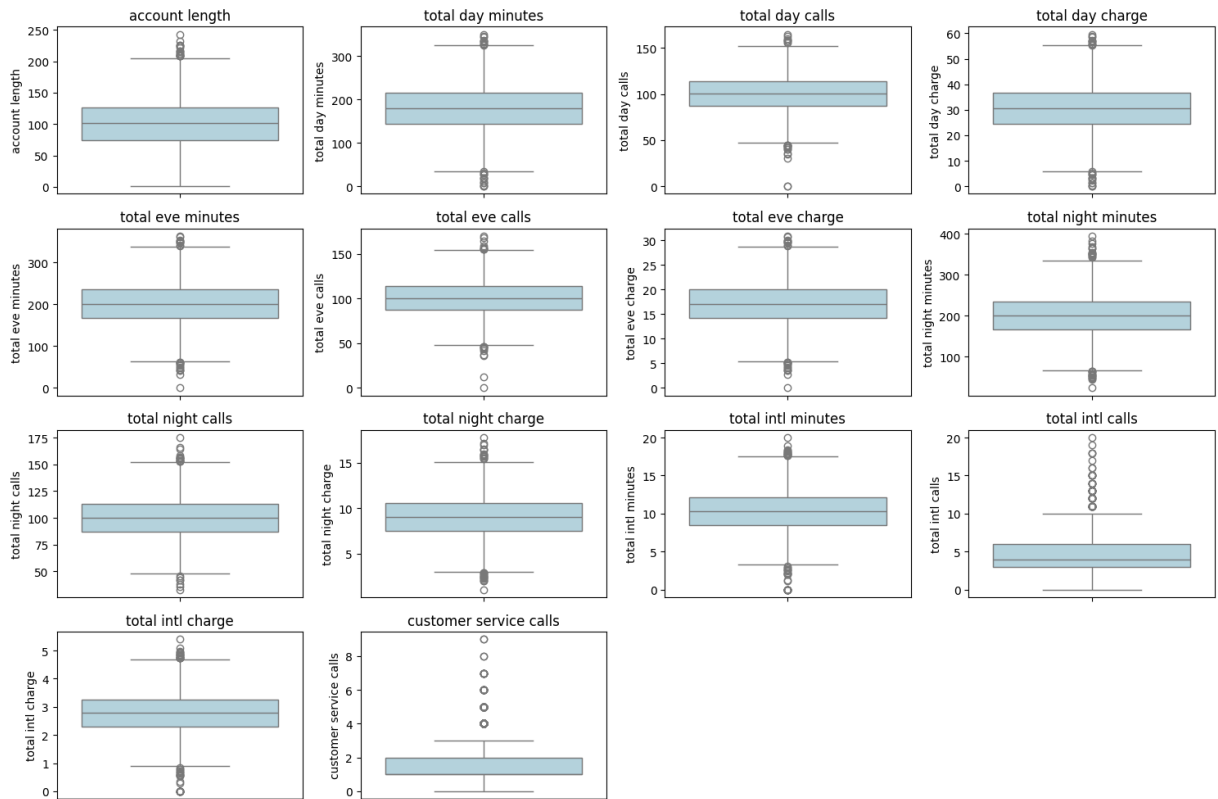 account length
total day minutes
total day calls
total day charge
account length
250
200
150
100
50
0
total day minutes
300
200
100
0
total day calls
150
100
50
0
total day charge
60
50
40
30
20
10
0
total eve minutes
total eve calls
total eve charge
total night minutes
total eve minutes
300
200
100
0
total eve calls
150
100
50
0
total eve charge
30
25
20
15
10
5
0
total night minutes
400
300
200
100
total night calls
total night charge
total intl minutes
total intl calls
total night calls
175
150
125
100
75
50
total night charge
15
10
5
total intl minutes
20
15
10
5
0
total intl calls
20
15
10
5
0
total intl charge
customer service calls
total intl charge
5
4
3
2
1
0
customer service calls
8
6
4
2
0